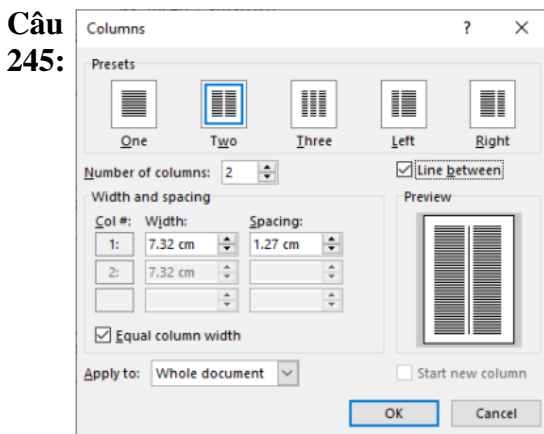 Câu
245:
Columns ? ×
Presets
One Two Three Left Right
Number of columns: 2 Line between
Width and spacing Preview
Col #: Width: Spacing:
1: 7.32 cm 1.27 cm
2: 7.32 cm
Equal column width
Apply to: Whole document Start new column
OK Cancel